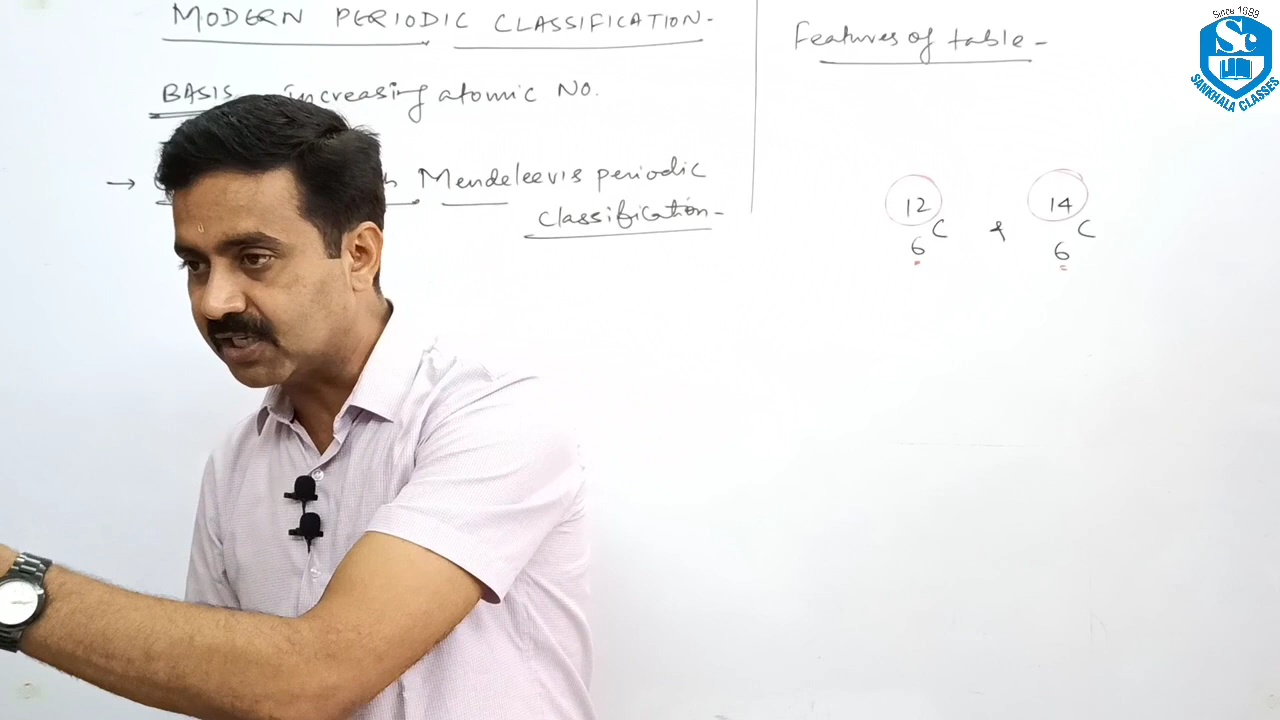 MODERN PERIODIC CLASSIFICATION-
BASIS increasing atomic No.
→ Mendeleevis periodic
classification-
Features of table -
12 C 6 & 14 C 6
Since 1999
Sc
SANKHALA CLASSES